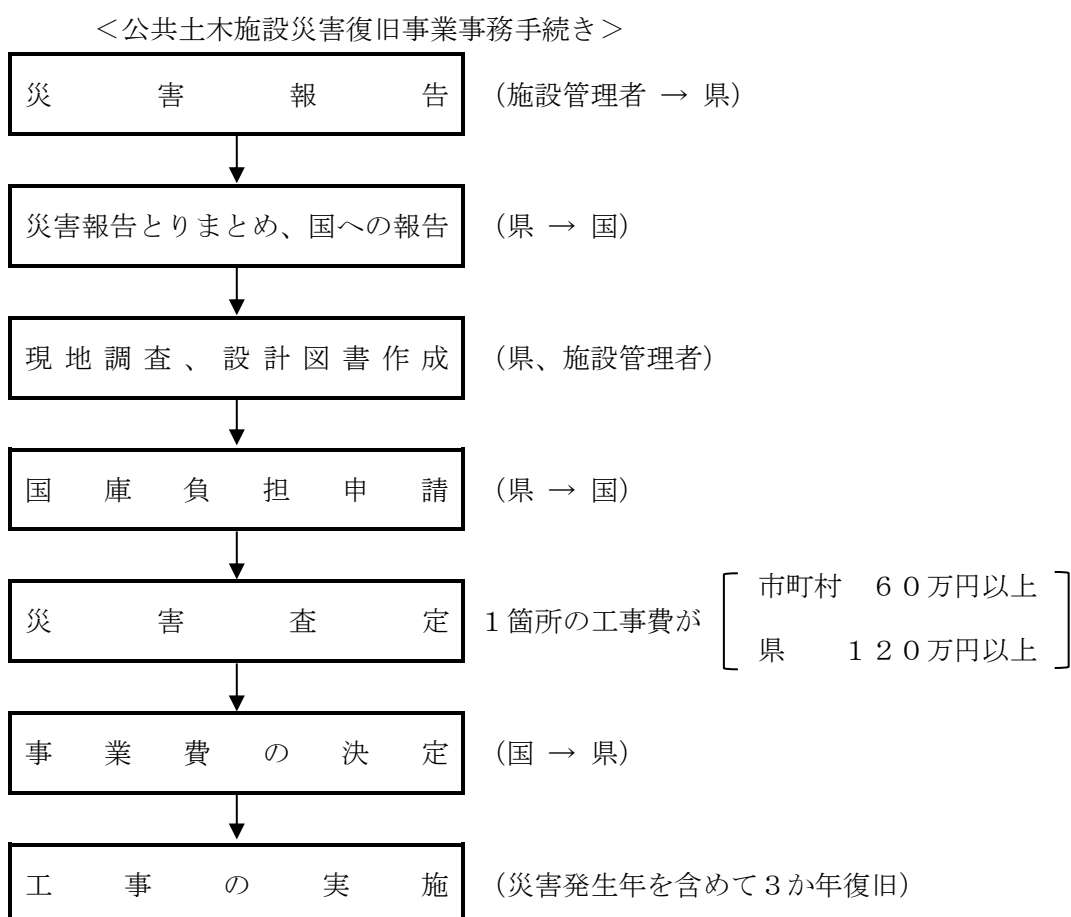 ＜公共土木施設災害復旧事業事務手続き＞
災害報告 （施設管理者 → 県）
災害報告とりまとめ、国への報告 （県 → 国）
現地調査、設計図書作成 （県、施設管理者）
国庫負担申請 （県 → 国）
市町村　６０万円以上
災害査定 １箇所の工事費が
県　１２０万円以上
事業費の決定 （国 → 県）
工事の実施 （災害発生年を含めて３か年復旧）